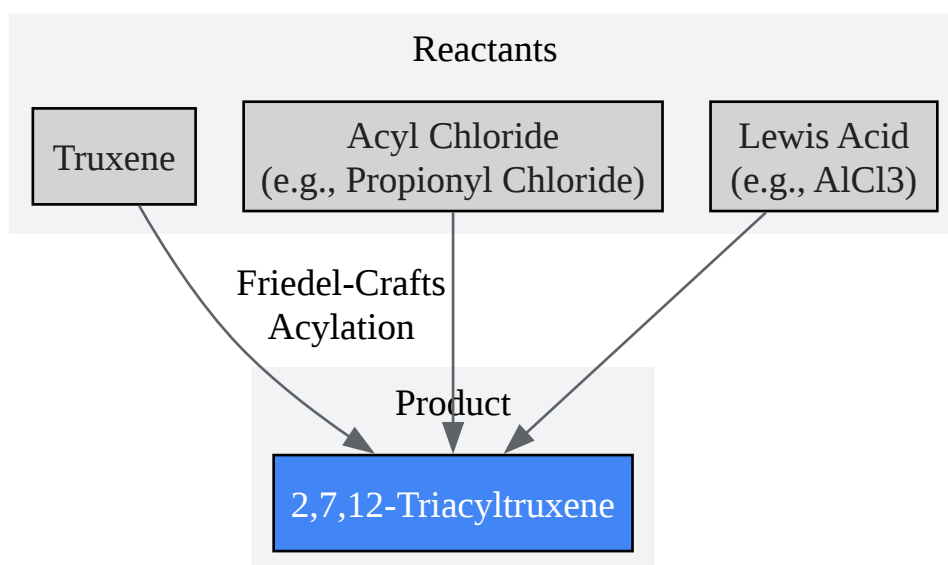 Reactants
Truxene
Acyl Chloride
(e.g., Propionyl Chloride)
Lewis Acid
(e.g., AlCl3)
Friedel-Crafts
Acylation
Product
2,7,12-Triacyltruxene